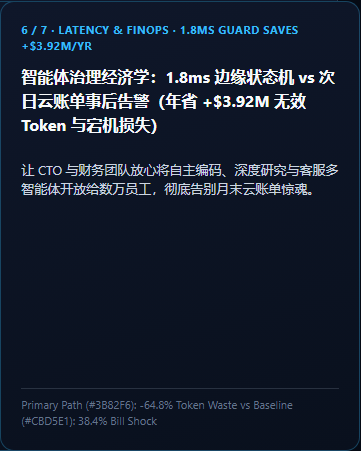 6 / 7 · LATENCY & FINOPS · 1.8MS GUARD SAVES
+$3.92M/YR
智能体治理经济学：1.8ms 边缘状态机 vs 次
日云账单事后告警（年省 +$3.92M 无效
Token 与宕机损失）
让 CTO 与财务团队放心将自主编码、深度研究与客服多
智能体开放给数万员工，彻底告别月末云账单惊魂。
Primary Path (#3B82F6): -64.8% Token Waste vs Baseline
(#CBD5E1): 38.4% Bill Shock